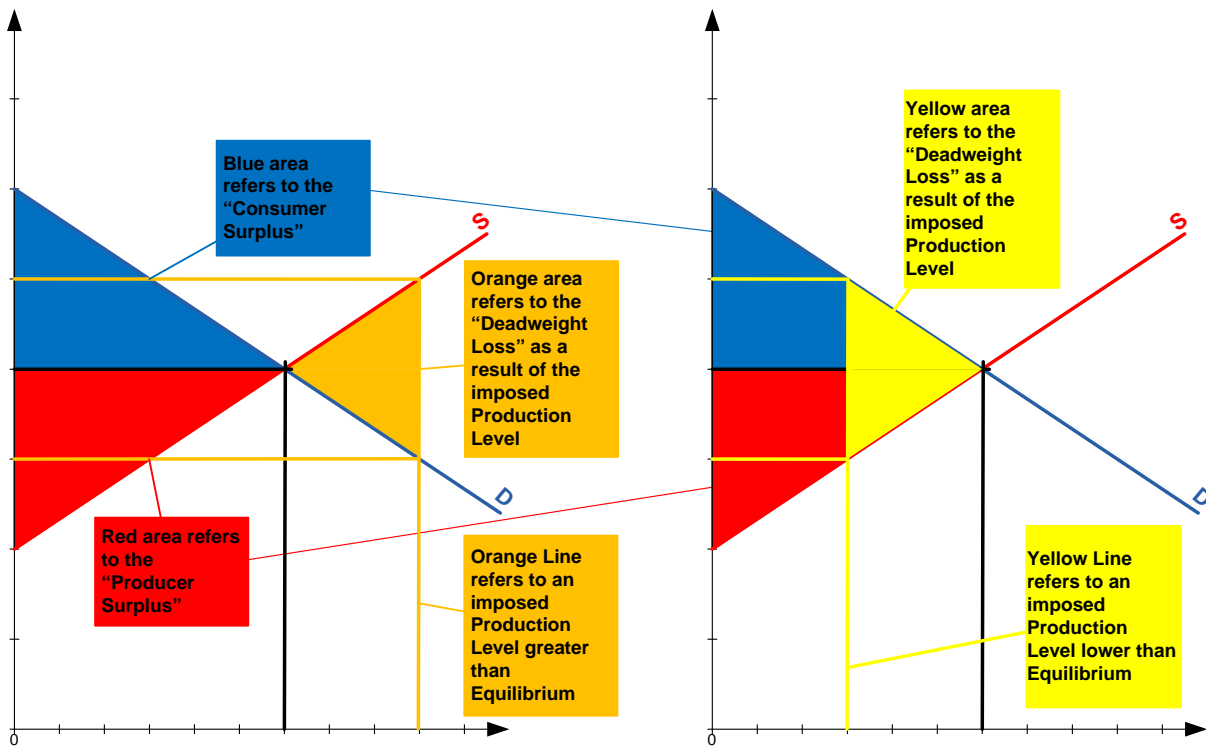 Blue area
refers to the
“Consumer
Surplus”
S
Orange area
refers to the
“Deadweight
Loss” as a
result of the
imposed
Production
Level
D
Red area refers
to the
“Producer
Surplus”
Orange Line
refers to an
imposed
Production
Level greater
than
Equilibrium
0
Yellow area
refers to the
“Deadweight
Loss” as a
result of the
imposed
Production
Level
S
D
Yellow Line
refers to an
imposed
Production
Level lower than
Equilibrium
0